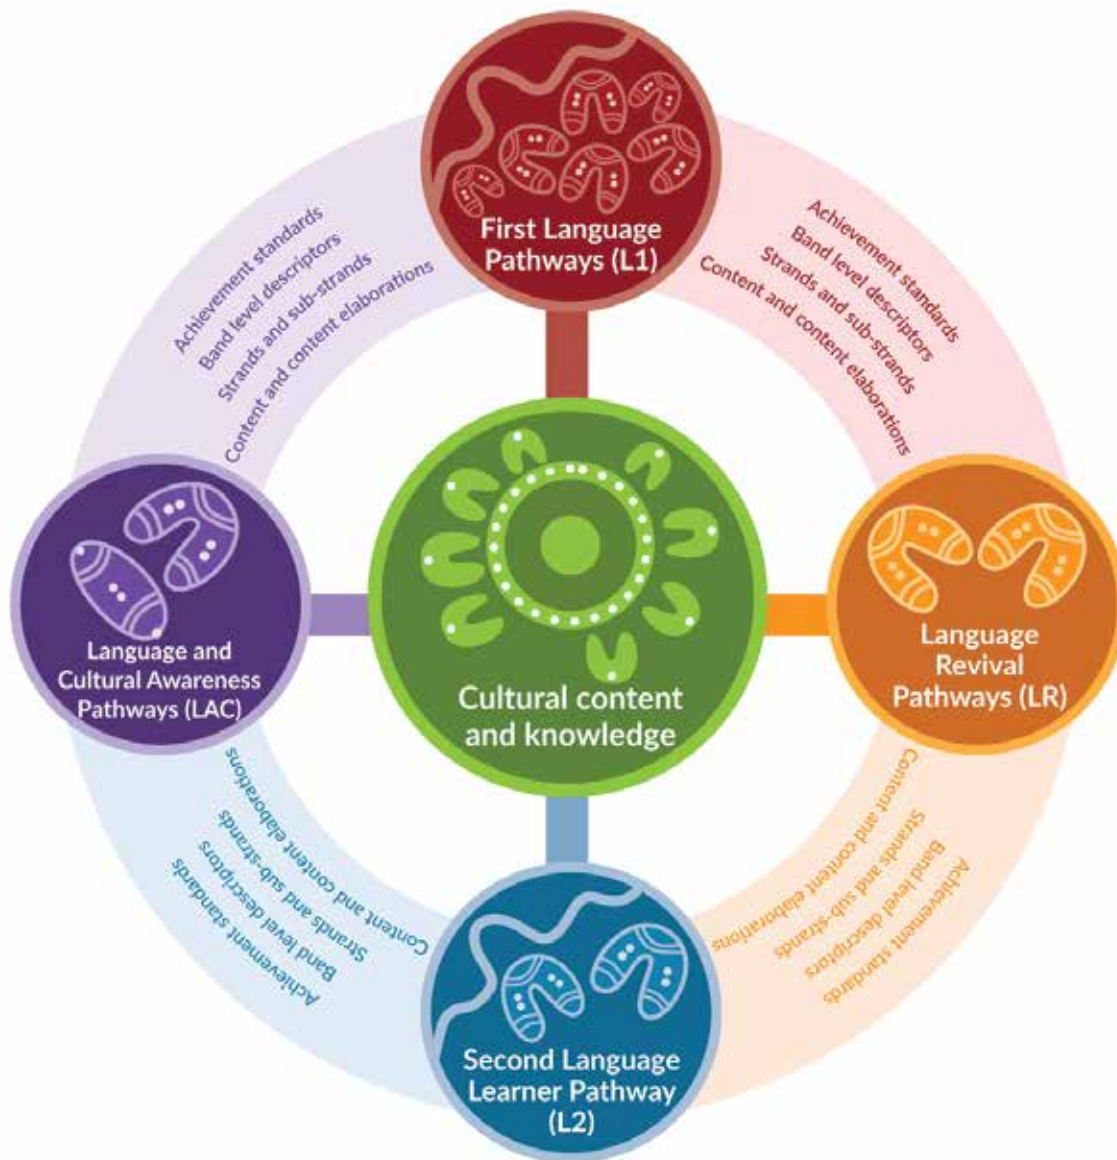 First Language
Pathways (L1)
Achievement standards
Band level descriptors
Strands and sub-strands
Content and content elaborations
Achievement standards
Band level descriptors
Strands and sub-strands
Content and content elaborations
Language and
Cultural Awareness
Pathways (LAC)
Cultural content
and knowledge
Language
Revival
Pathways (LR)
Content and content elaborations
Strands and sub-strands
Band level descriptors
Achievement standards
Content and content elaborations
Strands and sub-strands
Band level descriptors
Achievement standards
Second Language
Learner Pathway
(L2)